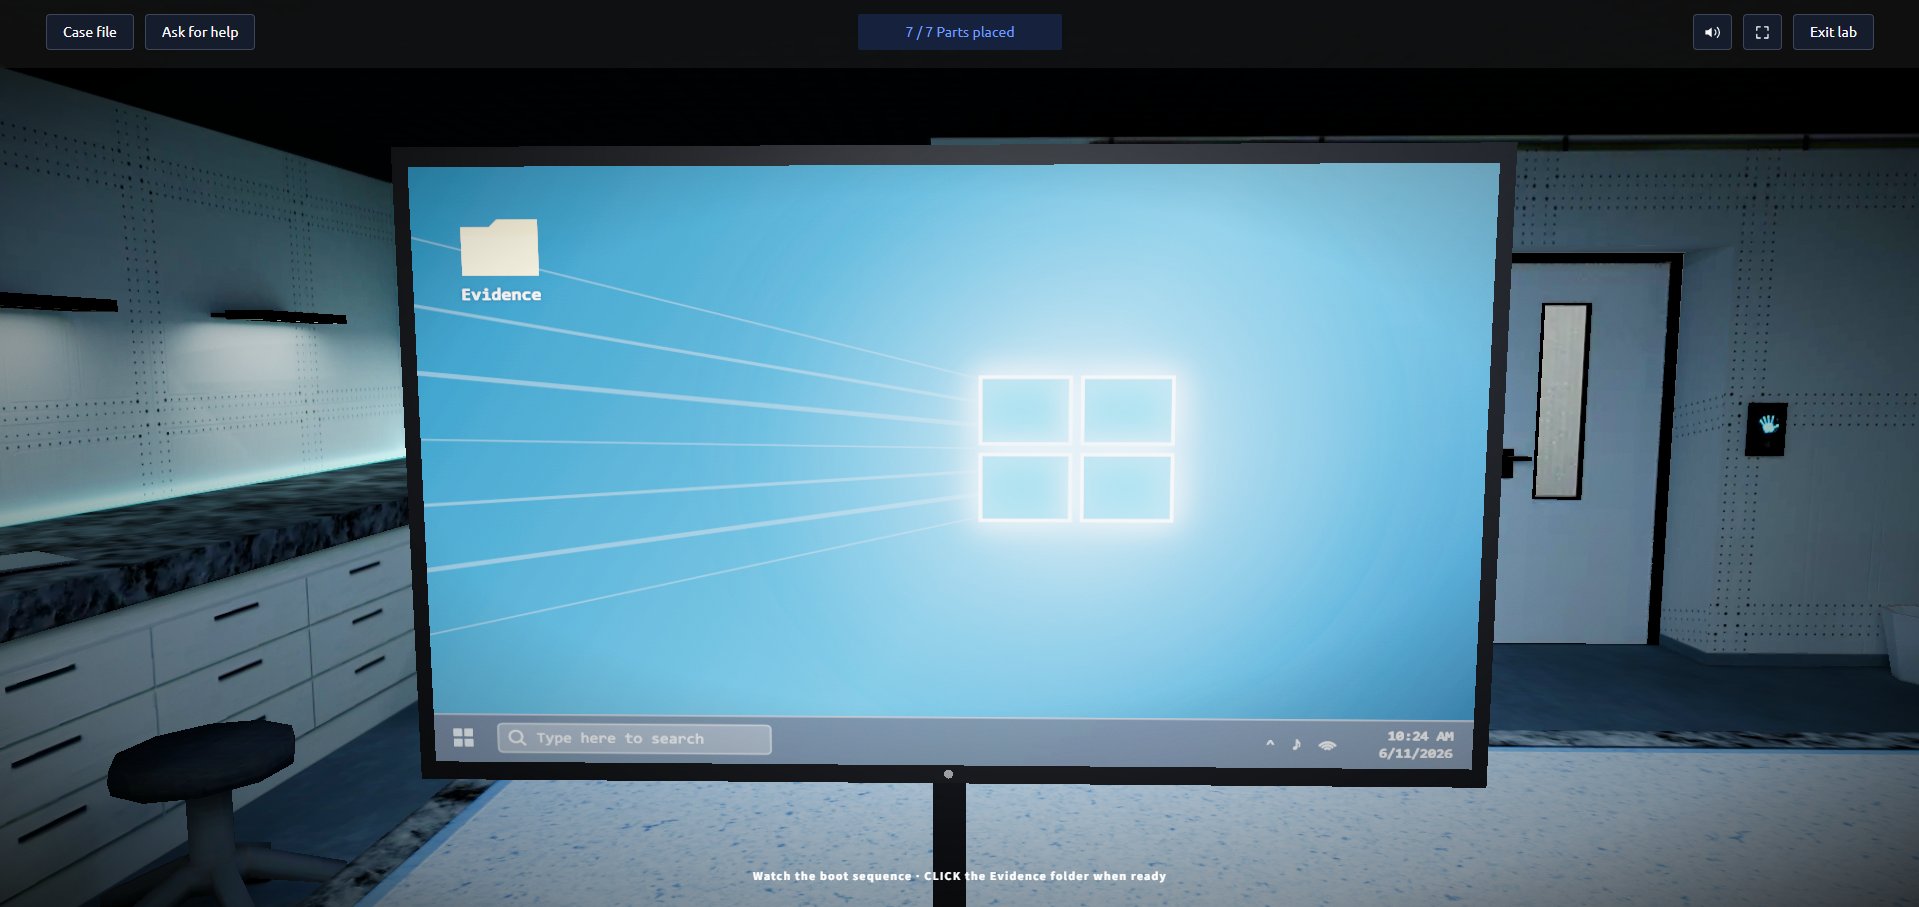 Case file
Ask for help
7 / 7 Parts placed
Exit lab
Evidence
Type here to search
10:24 AM
6/11/2026
Watch the boot sequence · CLICK the Evidence folder when ready